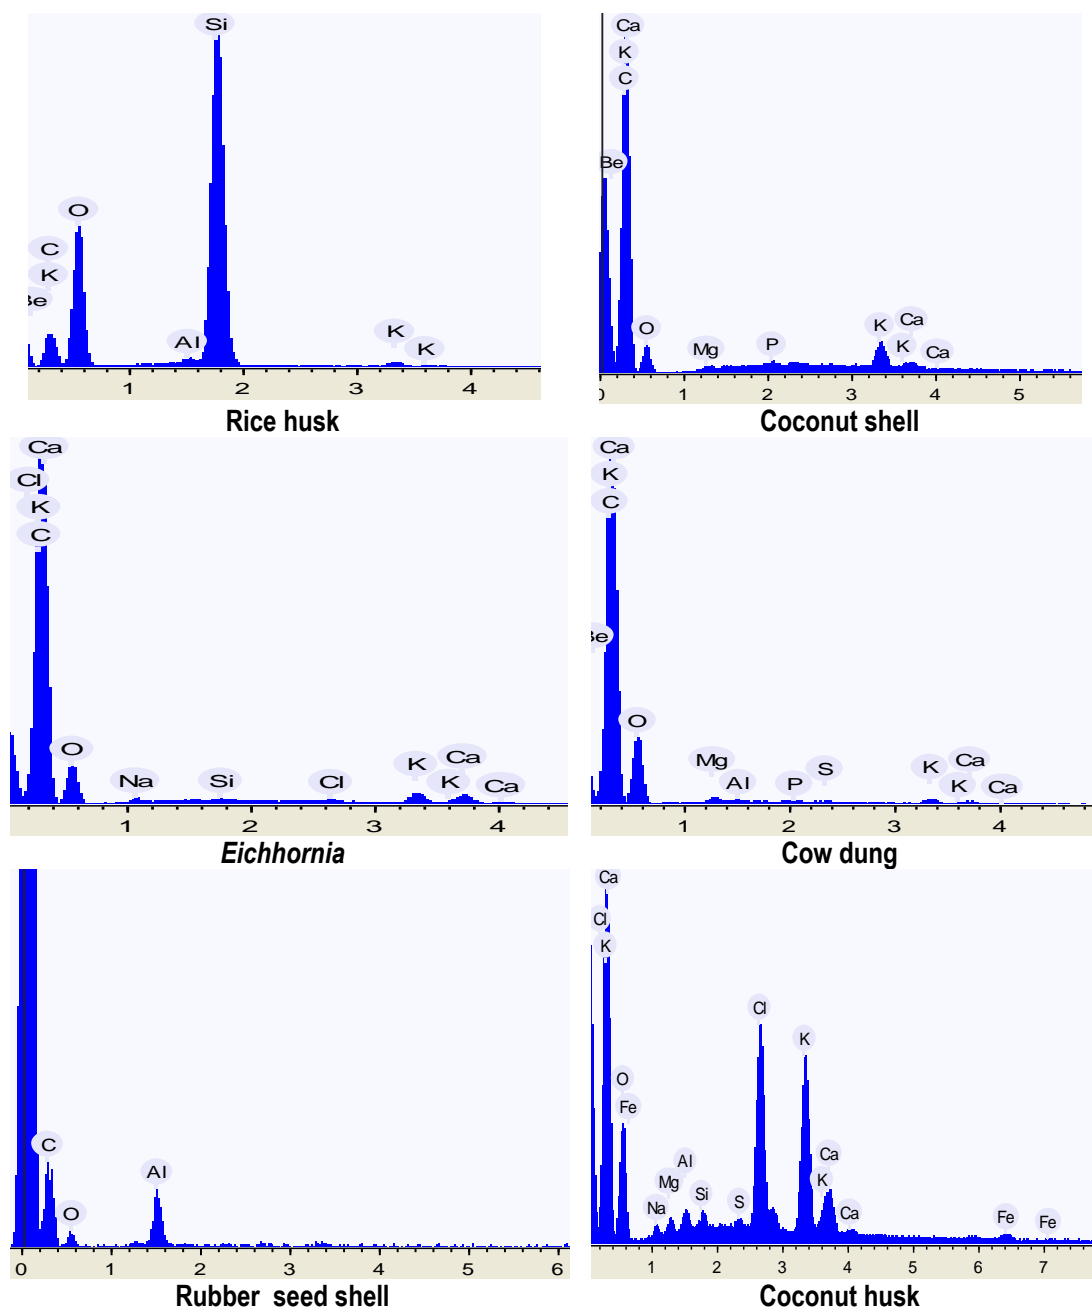 Si
O
C
K
Be
Al
K
K
1 2 3 4
Rice husk
Ca
K
C
Be
O
Mg
P
K
Ca
K
Ca
0 1 2 3 4 5
Coconut shell
Ca
Cl
K
C
O
Na
Si
Cl
K
Ca
K
Ca
1 2 3 4
Eichhornia
Ca
K
C
Be
O
Mg
Al
P
S
K
Ca
K
Ca
1 2 3 4
Cow dung
C
O
Al
0 1 2 3 4 5 6
Rubber seed shell
Ca
Cl
K
O
Fe
Na
Mg
Al
Si
S
Cl
K
Ca
K
Ca
Fe
Fe
1 2 3 4 5 6 7
Coconut husk